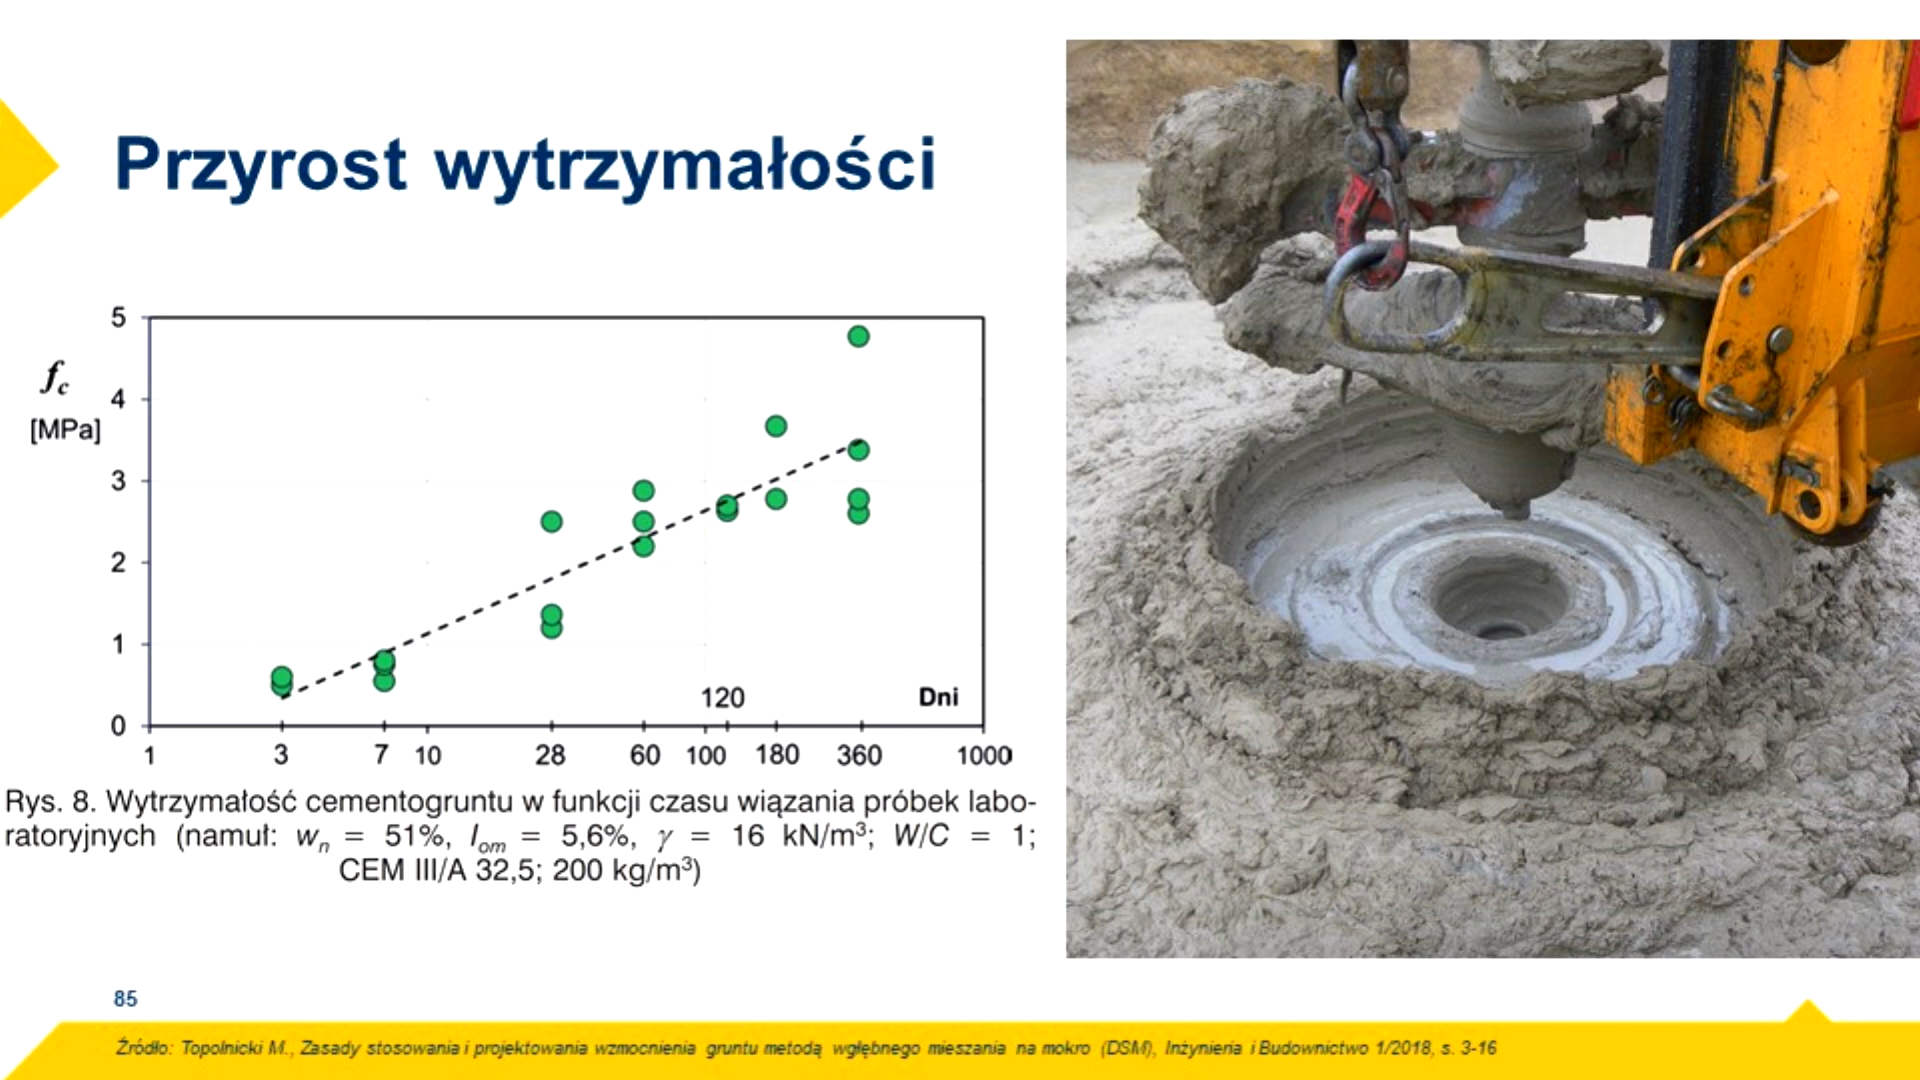 Przyrost wytrzymałości
5
fc
4
[MPa]
3
2
1
120 Dni
0
1 3 7 10 28 60 100 180 360 1000
Rys. 8. Wytrzymałość cementogruntu w funkcji czasu wiązania próbek labo-
ratoryjnych (namuł: wn = 51%, Iom = 5,6%, γ = 16 kN/m³; W/C = 1;
CEM III/A 32,5; 200 kg/m³)
85
Źródło: Topolnicki M., Zasady stosowania i projektowania wzmocnienia gruntu metodą wgłębnego mieszania na mokro (DSM), Inżynieria i Budownictwo 1/2018, s. 3-16